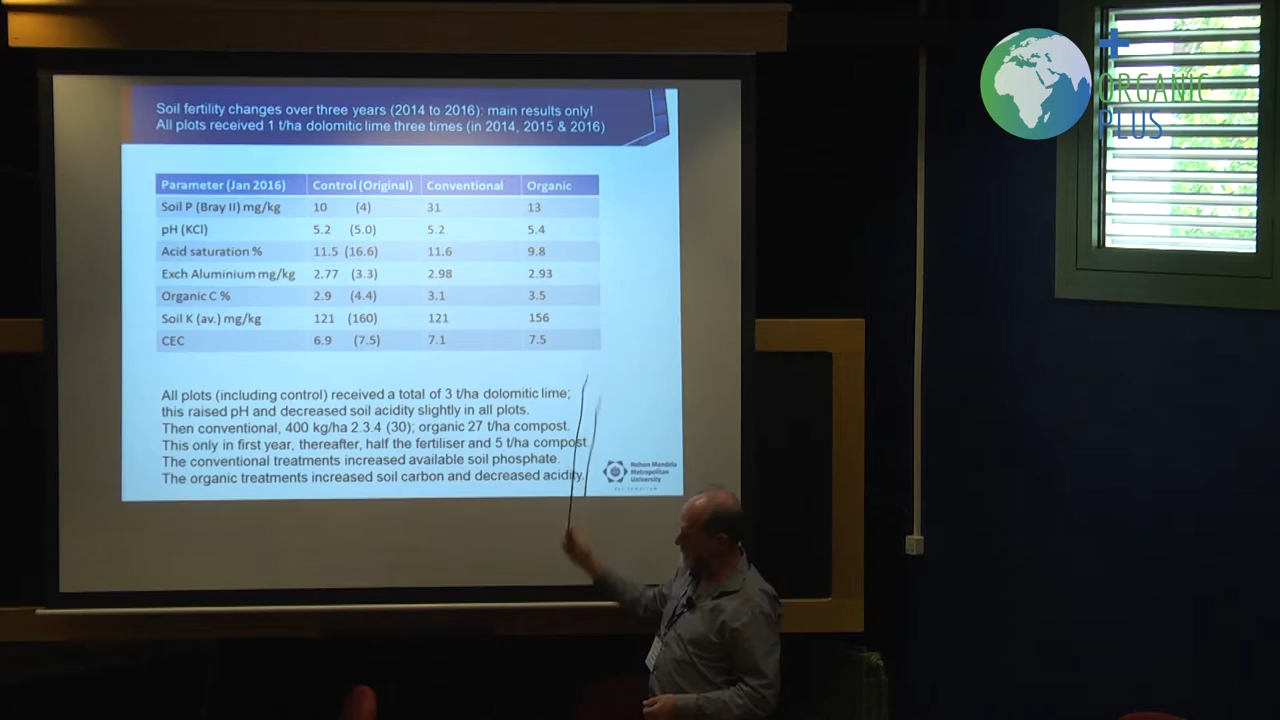 Soil fertility changes over three years (2014 to 2016): main results only!
All plots received 1 t/ha dolomitic lime three times (in 2014, 2015 & 2016)
Parameter (Jan 2016) Control (Original) Conventional Organic
Soil P (Bray II) mg/kg 10 (4) 31 13
pH (KCl) 5.2 (5.0) 5.2 5.4
Acid saturation % 11.5 (16.6) 11.6 9.8
Exch Aluminium mg/kg 2.77 (3.3) 2.98 2.93
Organic C % 2.9 (4.4) 3.1 3.5
Soil K (av.) mg/kg 121 (160) 121 156
CEC 6.9 (7.5) 7.1 7.5
All plots (including control) received a total of 3 t/ha dolomitic lime;
this raised pH and decreased soil acidity slightly in all plots.
Then conventional, 400 kg/ha 2.3.4 (30); organic 27 t/ha compost.
This only in first year, thereafter, half the fertiliser and 5 t/ha compost.
The conventional treatments increased available soil phosphate.
The organic treatments increased soil carbon and decreased acidity.
Nelson Mandela
Metropolitan
University
for tomorrow
+
ORGANIC
PLUS